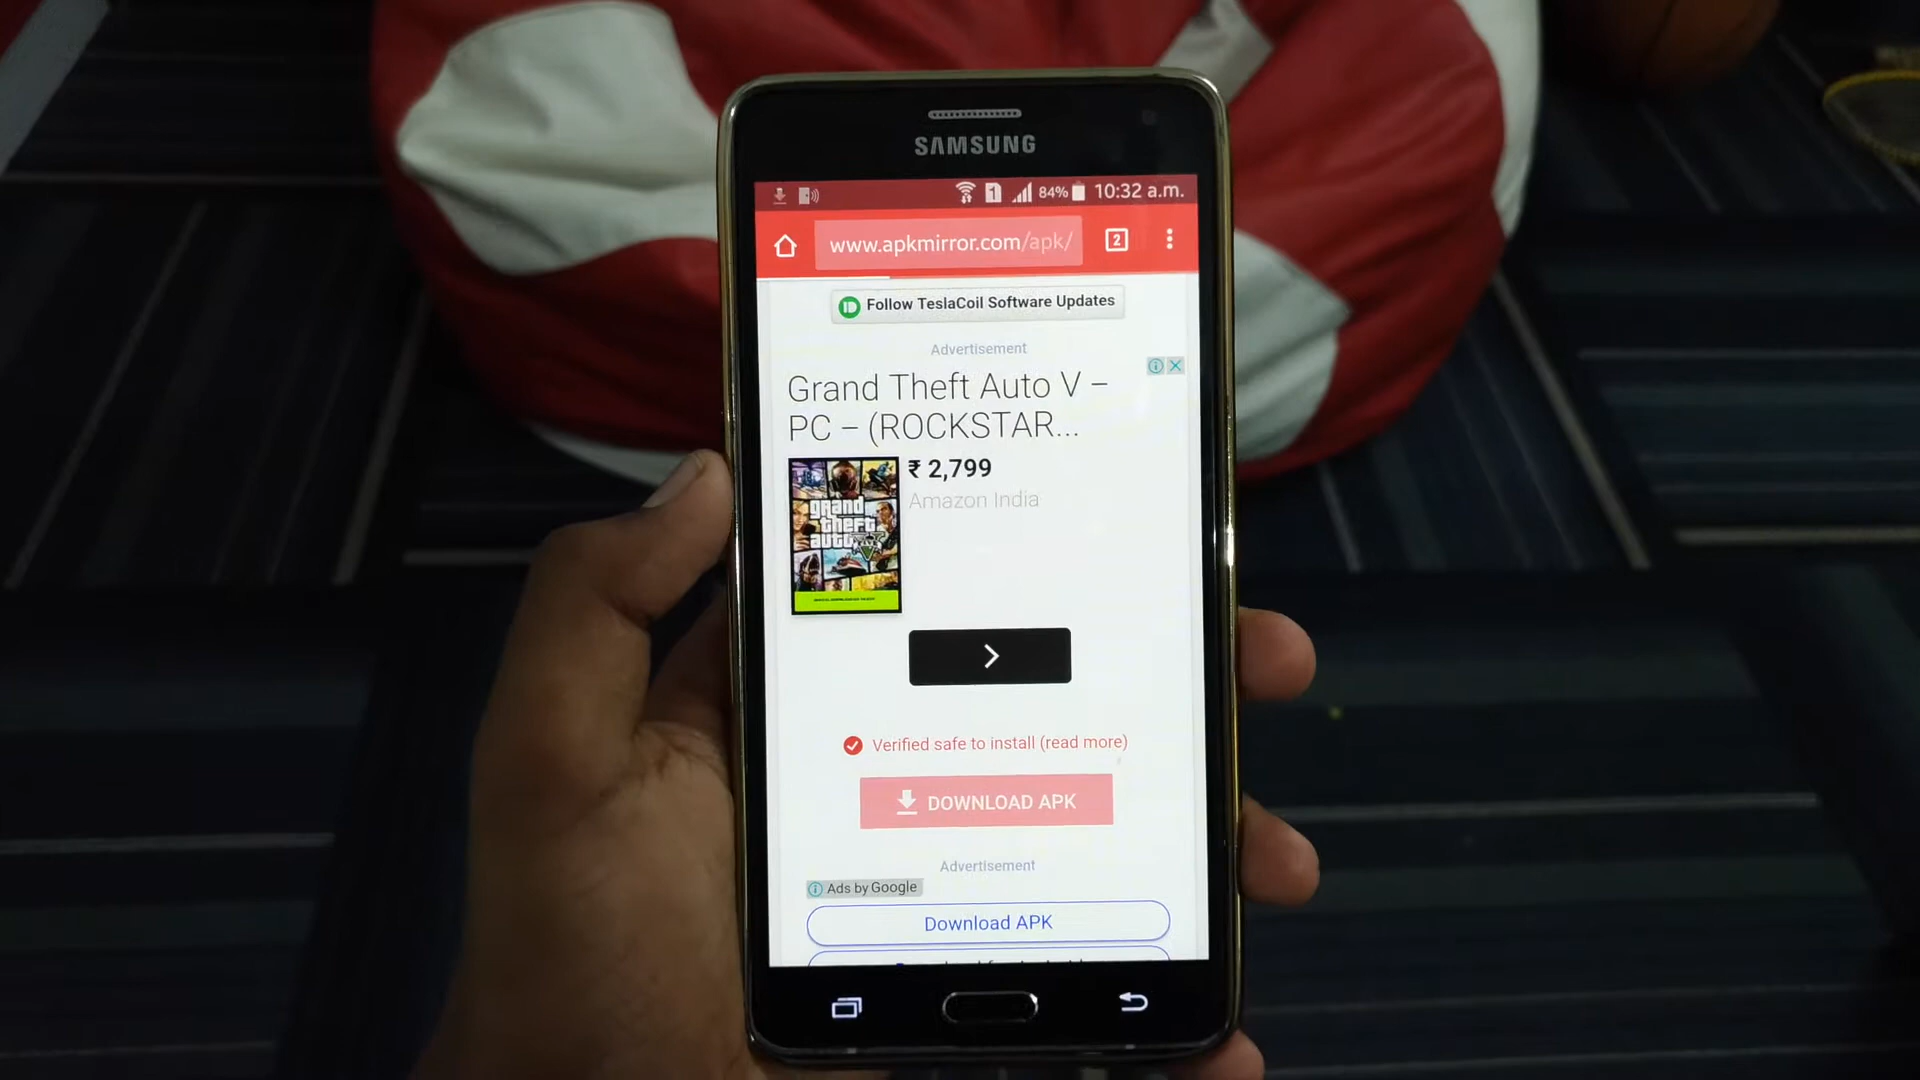 SAMSUNG
1 84% 10:32 a.m.
www.apkmirror.com/apk/ 2
Follow TeslaCoil Software Updates
Advertisement
Grand Theft Auto V –
PC – (ROCKSTAR...
₹ 2,799
Amazon India
grand
theft
auto
V
Verified safe to install (read more)
DOWNLOAD APK
Advertisement
Ads by Google
Download APK